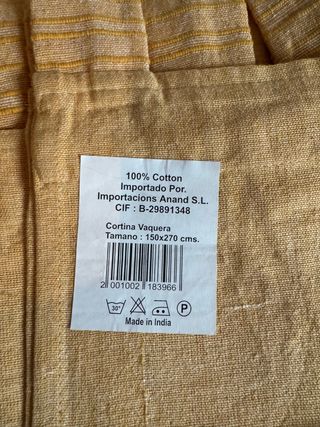 100% Cotton
Importado Por.
Importacions Anand S.L.
CIF : B-29891348
Cortina Vaquera
Tamano : 150x270 cms.
2 001002 183966
30° P
Made in India